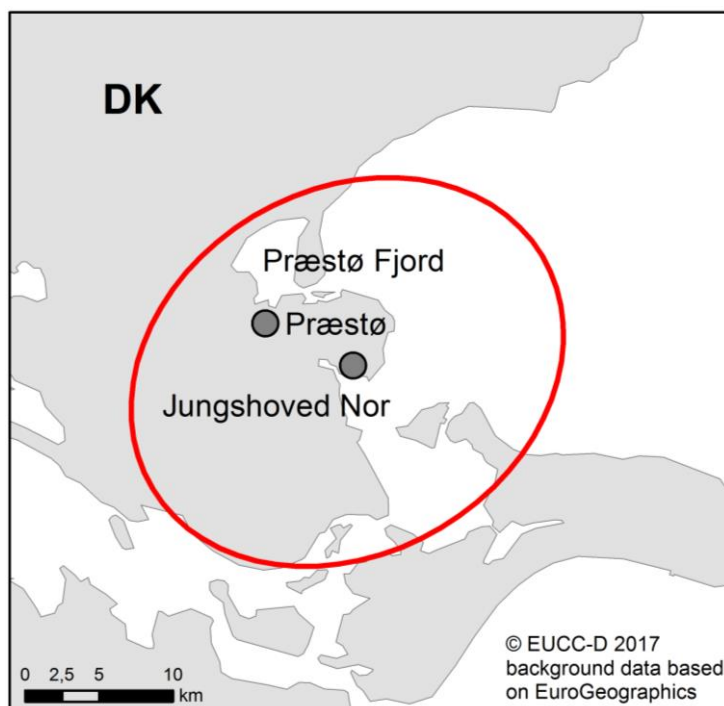 DK
Præstø Fjord
Præstø
Jungshoved Nor
0 2,5 5 10
km
© EUCC-D 2017
background data based
on EuroGeographics